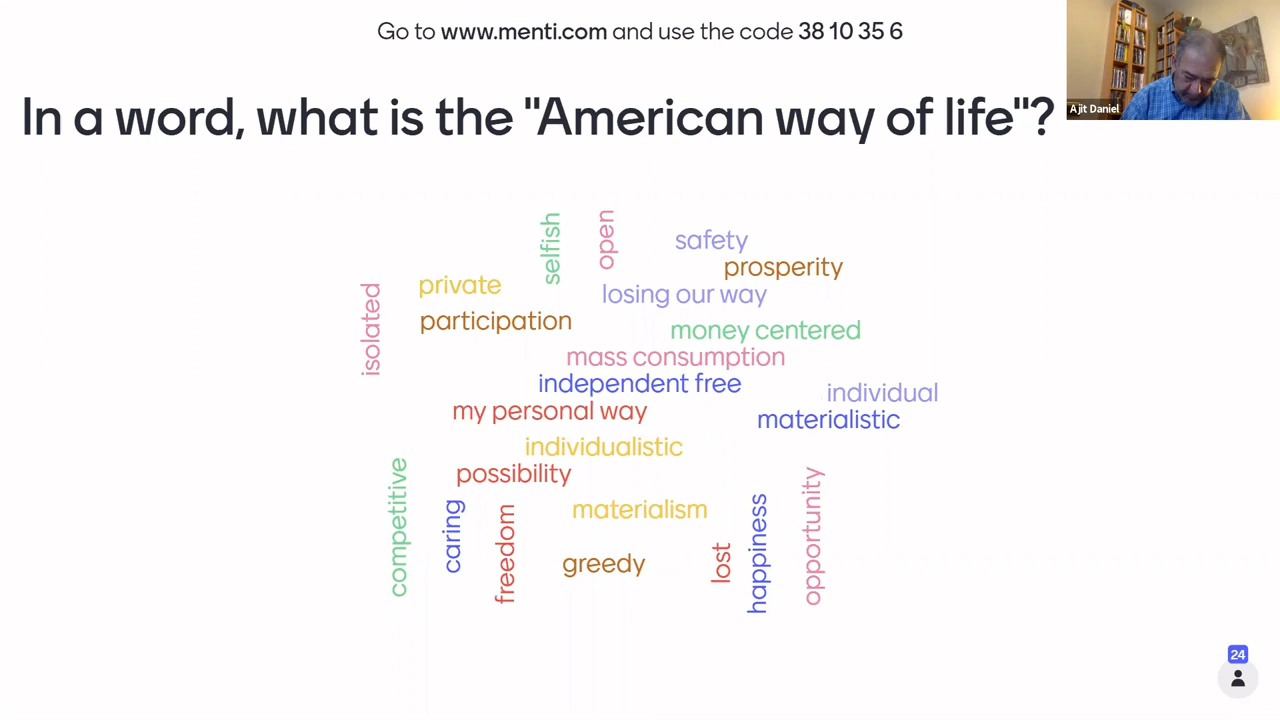 Go to www.menti.com and use the code 38 10 35 6
Ajit Daniel
In a word, what is the "American way of life"?
selfish
open
safety
prosperity
private
losing our way
isolated
participation
money centered
mass consumption
independent free
individual
my personal way
materialistic
individualistic
possibility
competitive
caring
freedom
materialism
greedy
lost
happiness
opportunity
24